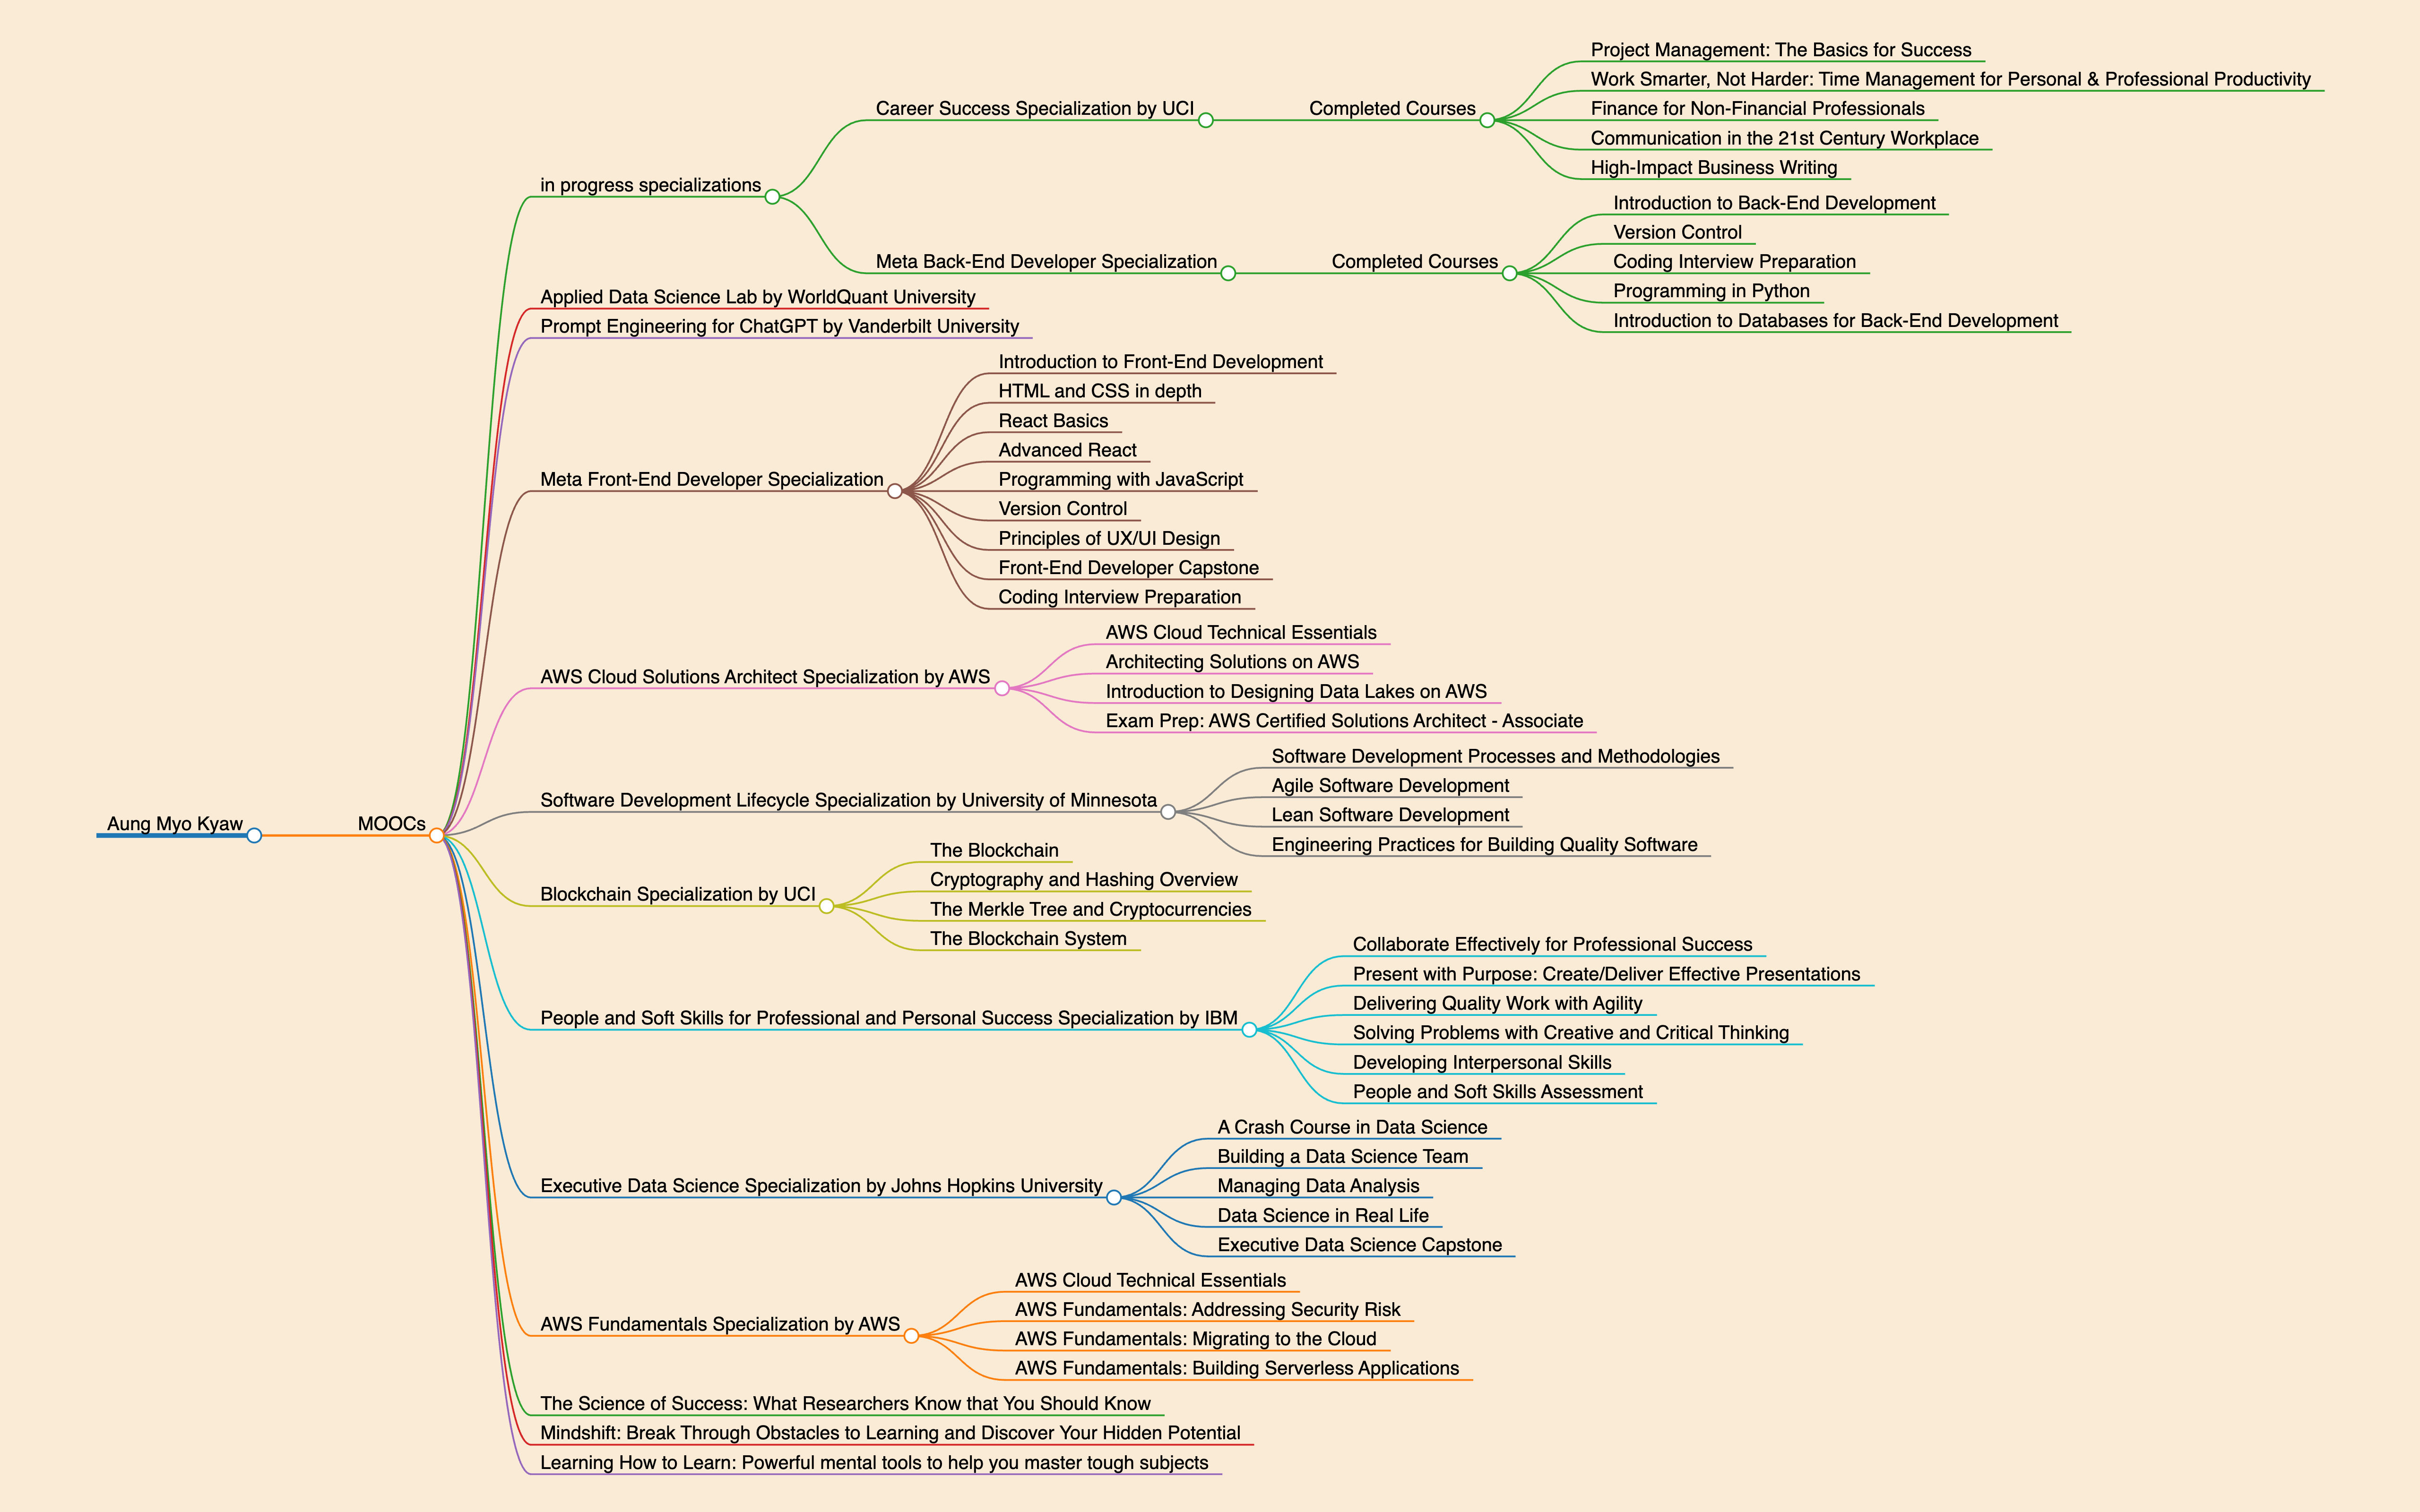 Aung Myo Kyaw
MOOCs
in progress specializations
Career Success Specialization by UCI
Completed Courses
Project Management: The Basics for Success
Work Smarter, Not Harder: Time Management for Personal & Professional Productivity
Finance for Non-Financial Professionals
Communication in the 21st Century Workplace
High-Impact Business Writing
Meta Back-End Developer Specialization
Completed Courses
Introduction to Back-End Development
Version Control
Coding Interview Preparation
Programming in Python
Introduction to Databases for Back-End Development
Applied Data Science Lab by WorldQuant University
Prompt Engineering for ChatGPT by Vanderbilt University
Meta Front-End Developer Specialization
Introduction to Front-End Development
HTML and CSS in depth
React Basics
Advanced React
Programming with JavaScript
Version Control
Principles of UX/UI Design
Front-End Developer Capstone
Coding Interview Preparation
AWS Cloud Solutions Architect Specialization by AWS
AWS Cloud Technical Essentials
Architecting Solutions on AWS
Introduction to Designing Data Lakes on AWS
Exam Prep: AWS Certified Solutions Architect - Associate
Software Development Lifecycle Specialization by University of Minnesota
Software Development Processes and Methodologies
Agile Software Development
Lean Software Development
Engineering Practices for Building Quality Software
Blockchain Specialization by UCI
The Blockchain
Cryptography and Hashing Overview
The Merkle Tree and Cryptocurrencies
The Blockchain System
People and Soft Skills for Professional and Personal Success Specialization by IBM
Collaborate Effectively for Professional Success
Present with Purpose: Create/Deliver Effective Presentations
Delivering Quality Work with Agility
Solving Problems with Creative and Critical Thinking
Developing Interpersonal Skills
People and Soft Skills Assessment
Executive Data Science Specialization by Johns Hopkins University
A Crash Course in Data Science
Building a Data Science Team
Managing Data Analysis
Data Science in Real Life
Executive Data Science Capstone
AWS Fundamentals Specialization by AWS
AWS Cloud Technical Essentials
AWS Fundamentals: Addressing Security Risk
AWS Fundamentals: Migrating to the Cloud
AWS Fundamentals: Building Serverless Applications
The Science of Success: What Researchers Know that You Should Know
Mindshift: Break Through Obstacles to Learning and Discover Your Hidden Potential
Learning How to Learn: Powerful mental tools to help you master tough subjects